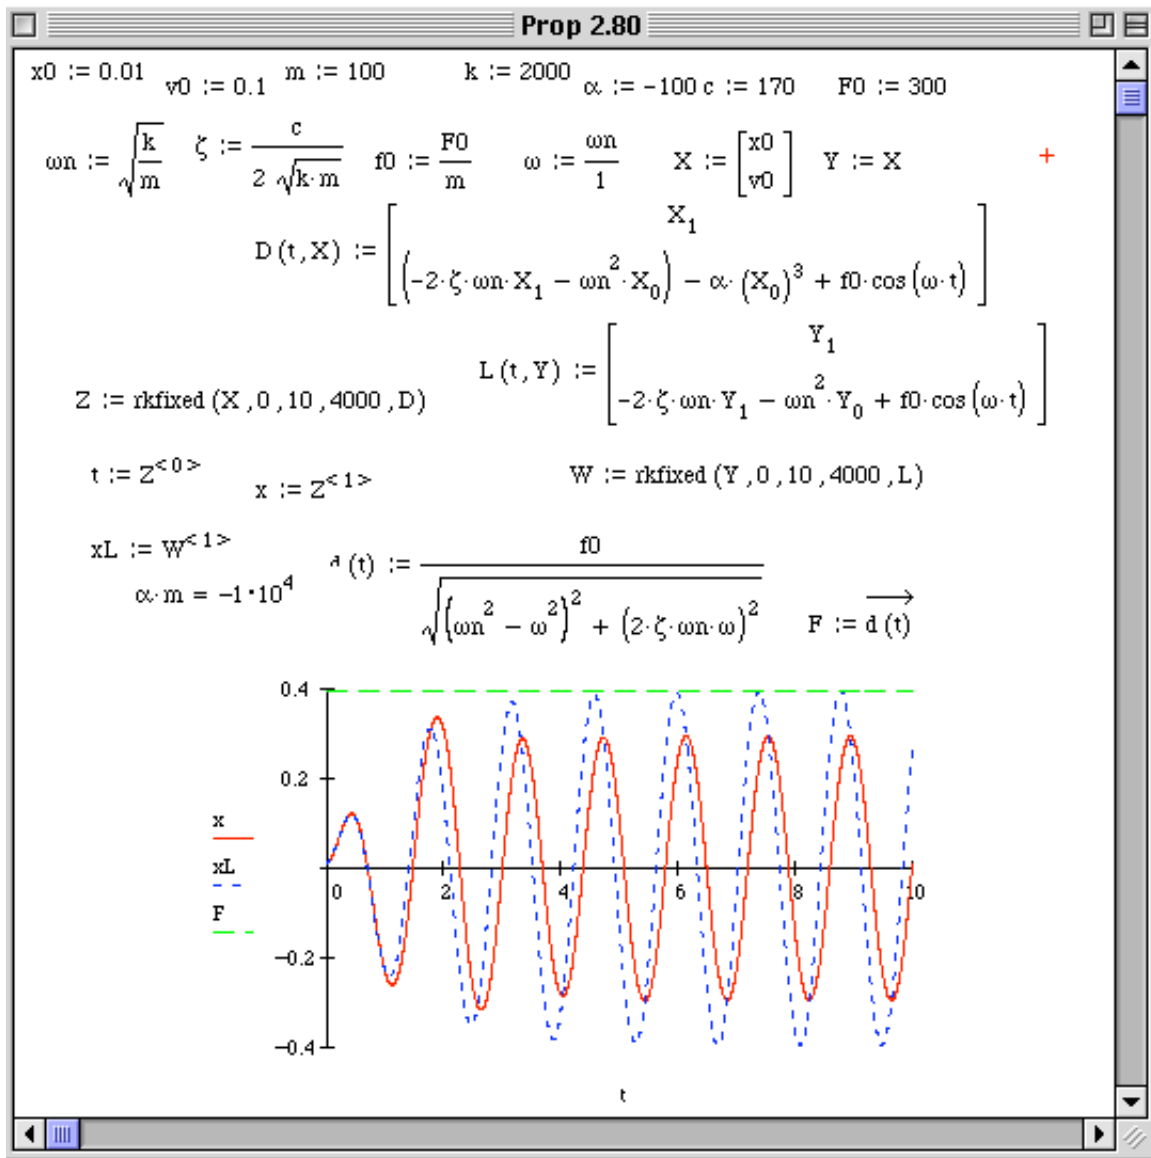 Prop 2.80
x0 := 0.01 v0 := 0.1 m := 100 k := 2000 α := -100 c := 170 F0 := 300
ωn := √(k/m) ζ := c/(2·√(k·m)) f0 := F0/m ω := ωn/1 X := [x0 v0] Y := X
D(t,X) := [X₁ (-2·ζ·ωn·X₁ - ωn²·X₀) - α·(X₀)³ + f0·cos(ω·t)]
L(t,Y) := [Y₁ -2·ζ·ωn·Y₁ - ωn²·Y₀ + f0·cos(ω·t)]
Z := rkfixed(X,0,10,4000,D)
t := Z^<0> x := Z^<1> W := rkfixed(Y,0,10,4000,L)
xL := W^<1>
α·m = -1·10⁴
(t) := f0/√((ωn² - ω²)² + (2·ζ·ωn·ω)²)
F := d(t)
0.4
0.2
-0.2
-0.4
0 2 4 6 8 10
x
xL
F
t